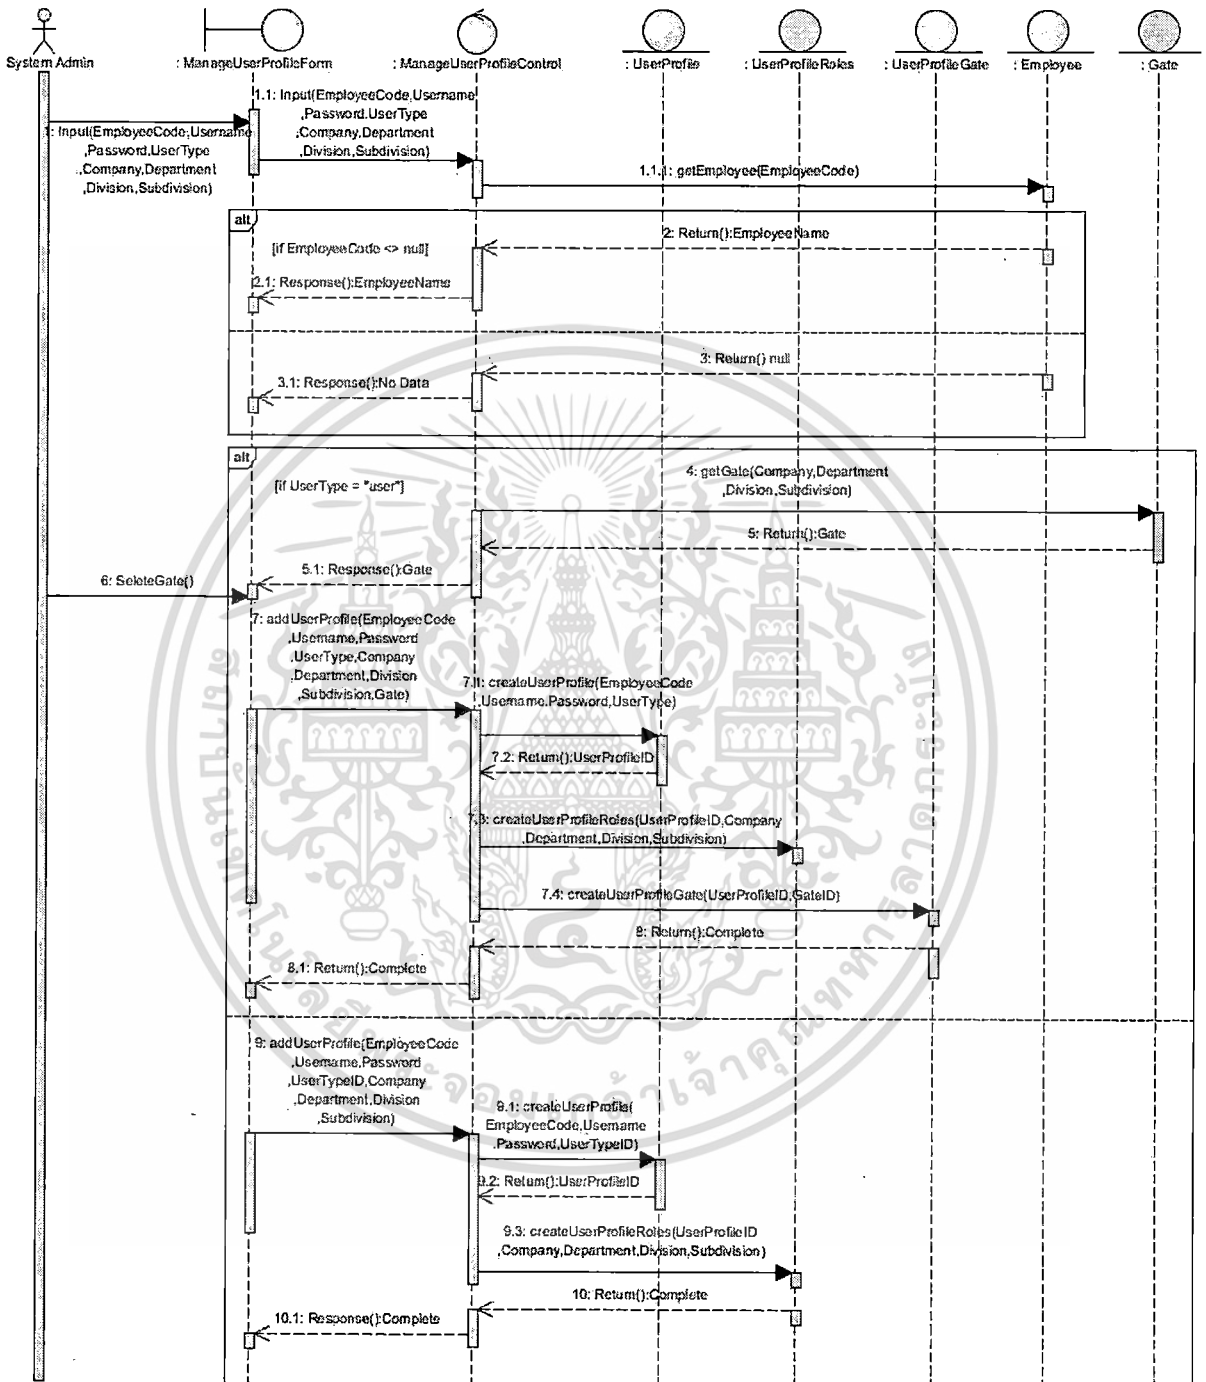 System Admin
: ManageUserProfileForm
: ManageUserProfileControl
: UserProfile
: UserProfileRoles
: UserProfileGate
: Employee
: Gate
1.1: Input(EmployeeCode,Username
,Password.UserType
,Company,Department
,Division,Subdivision)
1: Input(EmployeeCode,Username
,Password,UserType
,Company,Department
,Division,Subdivision)
1.1.1: getEmployee(EmployeeCode)
alt
[if EmployeeCode <> null]
2: Return():EmployeeName
2.1: Response():EmployeeName
3: Return() null
3.1: Response():No Data
alt
[if UserType = "user"]
4: getGate(Company,Department
,Division,Subdivision)
5: Return():Gate
5.1: Response():Gate
6: SeleteGate()
7: addUserProfile(EmployeeCode
,Username,Password
,UserType,Company
,Department,Division
,Subdivision,Gate)
7.1: createUserProfile(EmployeeCode
,Username,Password,UserType)
7.2: Return():UserProfileID
7.3: createUserProfileRoles(UserProfileID,Company
,Department,Division,Subdivision)
7.4: createUserProfileGate(UserProfileID,GateID)
8: Return():Complete
8.1: Return():Complete
9: addUserProfile(EmployeeCode
,Username,Password
,UserTypeID,Company
,Department,Division
,Subdivision)
9.1: createUserProfile(
EmployeeCode,Username
,Password,UserTypeID)
9.2: Return():UserProfileID
9.3: createUserProfileRoles(UserProfileID
,Company,Department,Division,Subdivision)
10: Return():Complete
10.1: Response():Complete